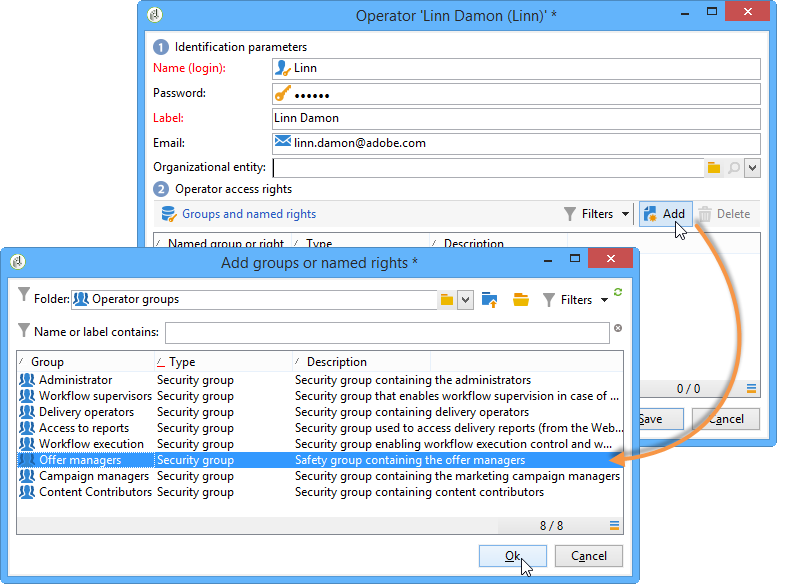 Operator 'Linn Damon (Linn)' *
1 Identification parameters
Name (login): Linn
Password: ••••••
Label: Linn Damon
Email: linn.damon@adobe.com
Organizational entity:
2 Operator access rights
Groups and named rights Filters Add Delete
Named group or right Type Description
0 / 0
Save Cancel
Add groups or named rights *
Folder: Operator groups Filters
Name or label contains:
Group Type Description
Administrator Security group Security group containing the administrators
Workflow supervisors Security group Security group that enables workflow supervision in case of ...
Delivery operators Security group Security group containing delivery operators
Access to reports Security group Security group used to access delivery reports (from the Web...
Workflow execution Security group Security group enabling workflow execution control and w...
Offer managers Security group Safety group containing the offer managers
Campaign managers Security group Security group containing the marketing campaign managers
Content Contributors Security group Security group containing content contributors
8 / 8
Ok Cancel